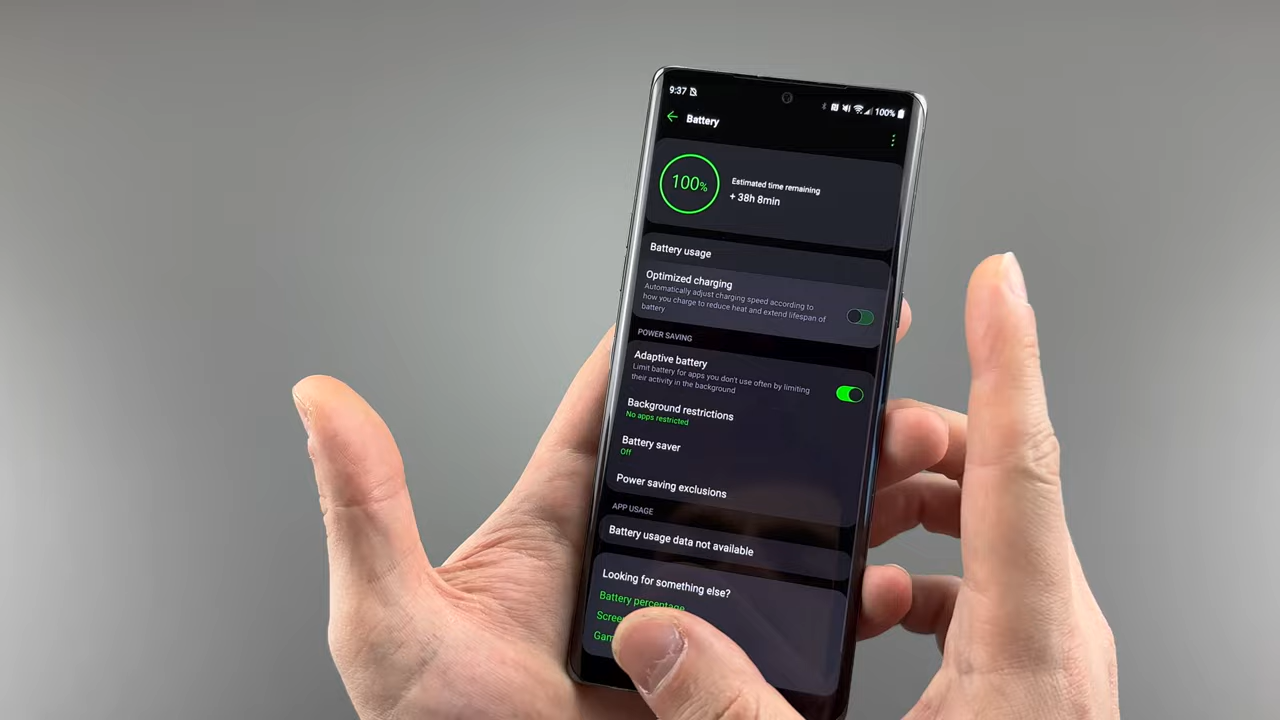 9:37
100%
Battery
100%
Estimated time remaining
+ 38h 8min
Battery usage
Optimized charging
Automatically adjust charging speed according to
how you charge to reduce heat and extend lifespan of
battery
POWER SAVING
Adaptive battery
Limit battery for apps you don't use often by limiting
their activity in the background
Background restrictions
No apps restricted
Battery saver
Off
Power saving exclusions
APP USAGE
Battery usage data not available
Looking for something else?
Battery percentage